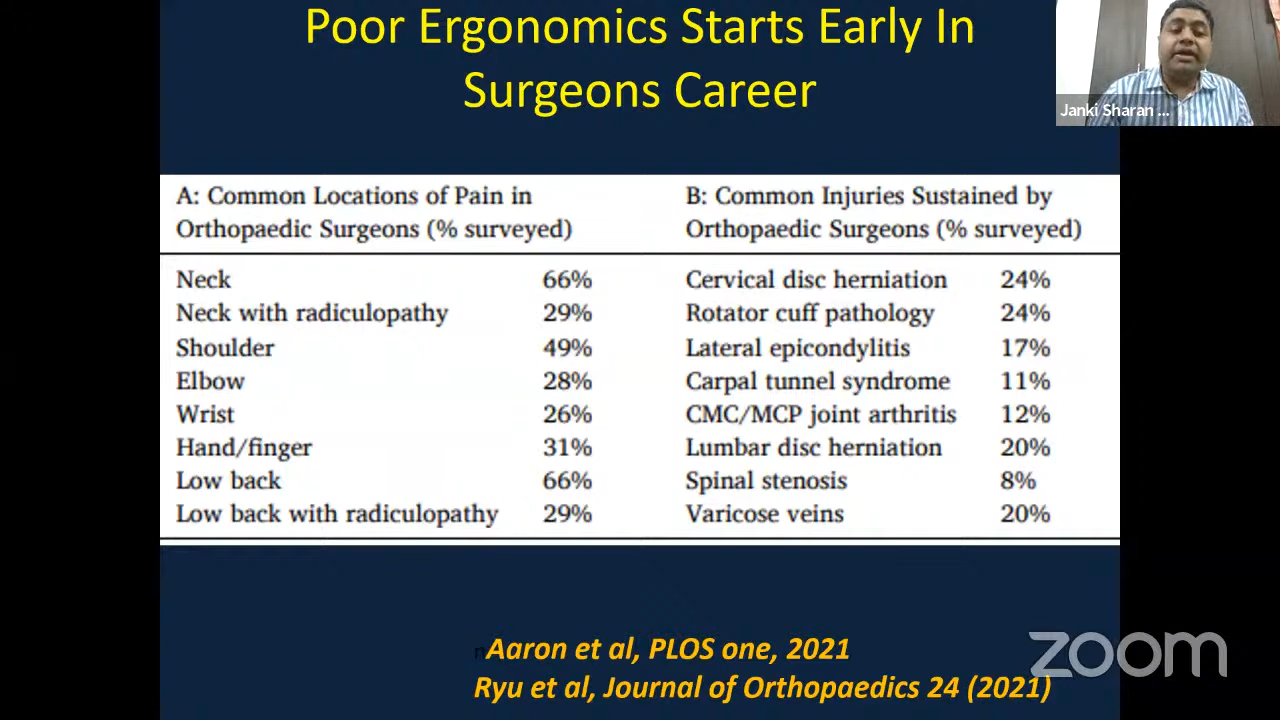 Poor Ergonomics Starts Early In
Surgeons Career
Janki Sharan ...
A: Common Locations of Pain in
Orthopaedic Surgeons (% surveyed)
Neck 66%
Neck with radiculopathy 29%
Shoulder 49%
Elbow 28%
Wrist 26%
Hand/finger 31%
Low back 66%
Low back with radiculopathy 29%
B: Common Injuries Sustained by
Orthopaedic Surgeons (% surveyed)
Cervical disc herniation 24%
Rotator cuff pathology 24%
Lateral epicondylitis 17%
Carpal tunnel syndrome 11%
CMC/MCP joint arthritis 12%
Lumbar disc herniation 20%
Spinal stenosis 8%
Varicose veins 20%
Aaron et al, PLOS one, 2021
Ryu et al, Journal of Orthopaedics 24 (2021)
zoom